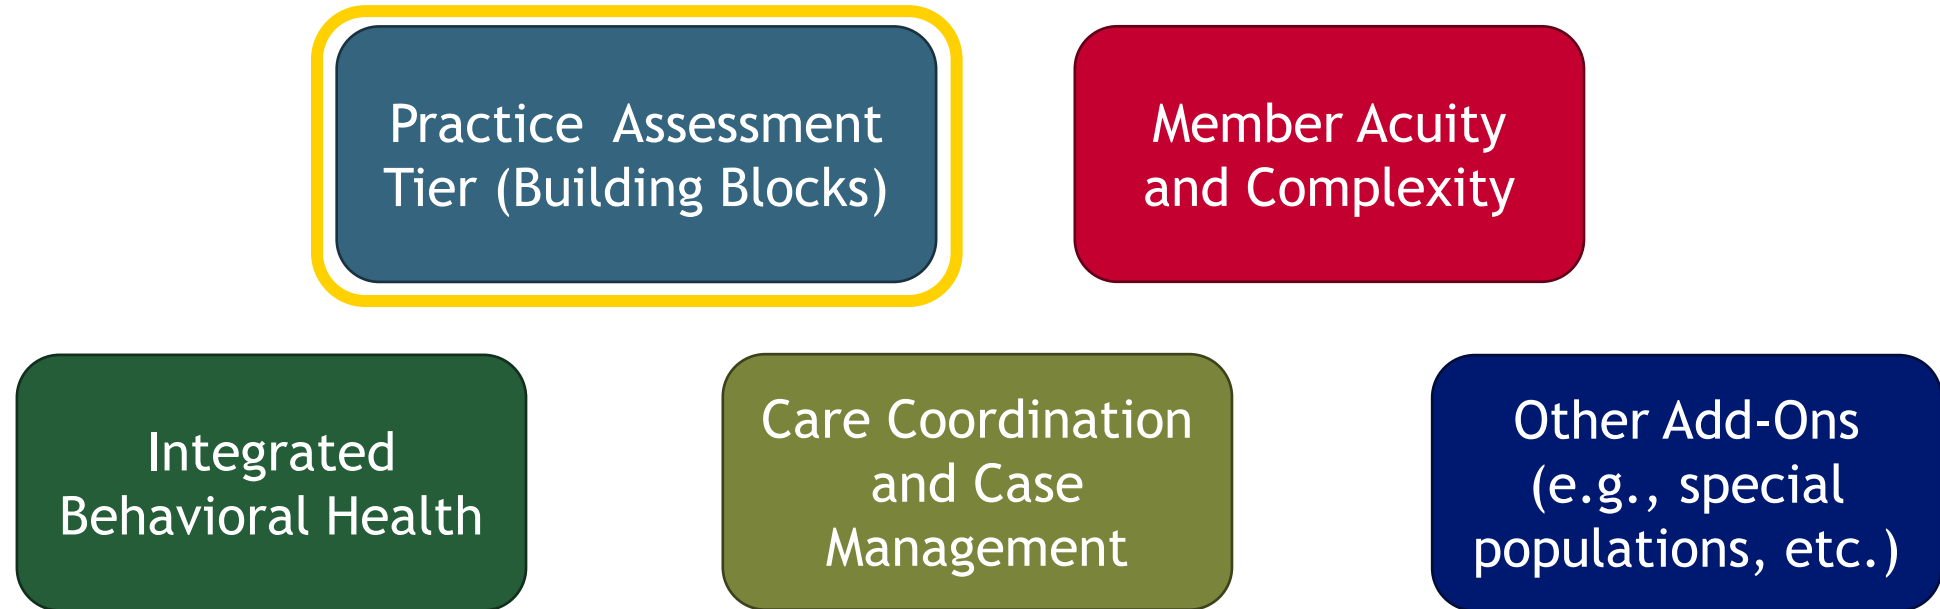 Practice  Assessment
Tier (Building Blocks)
Member Acuity
and Complexity
Integrated
Behavioral Health
Care Coordination
and Case
Management
Other Add-Ons
(e.g., special
populations, etc.)